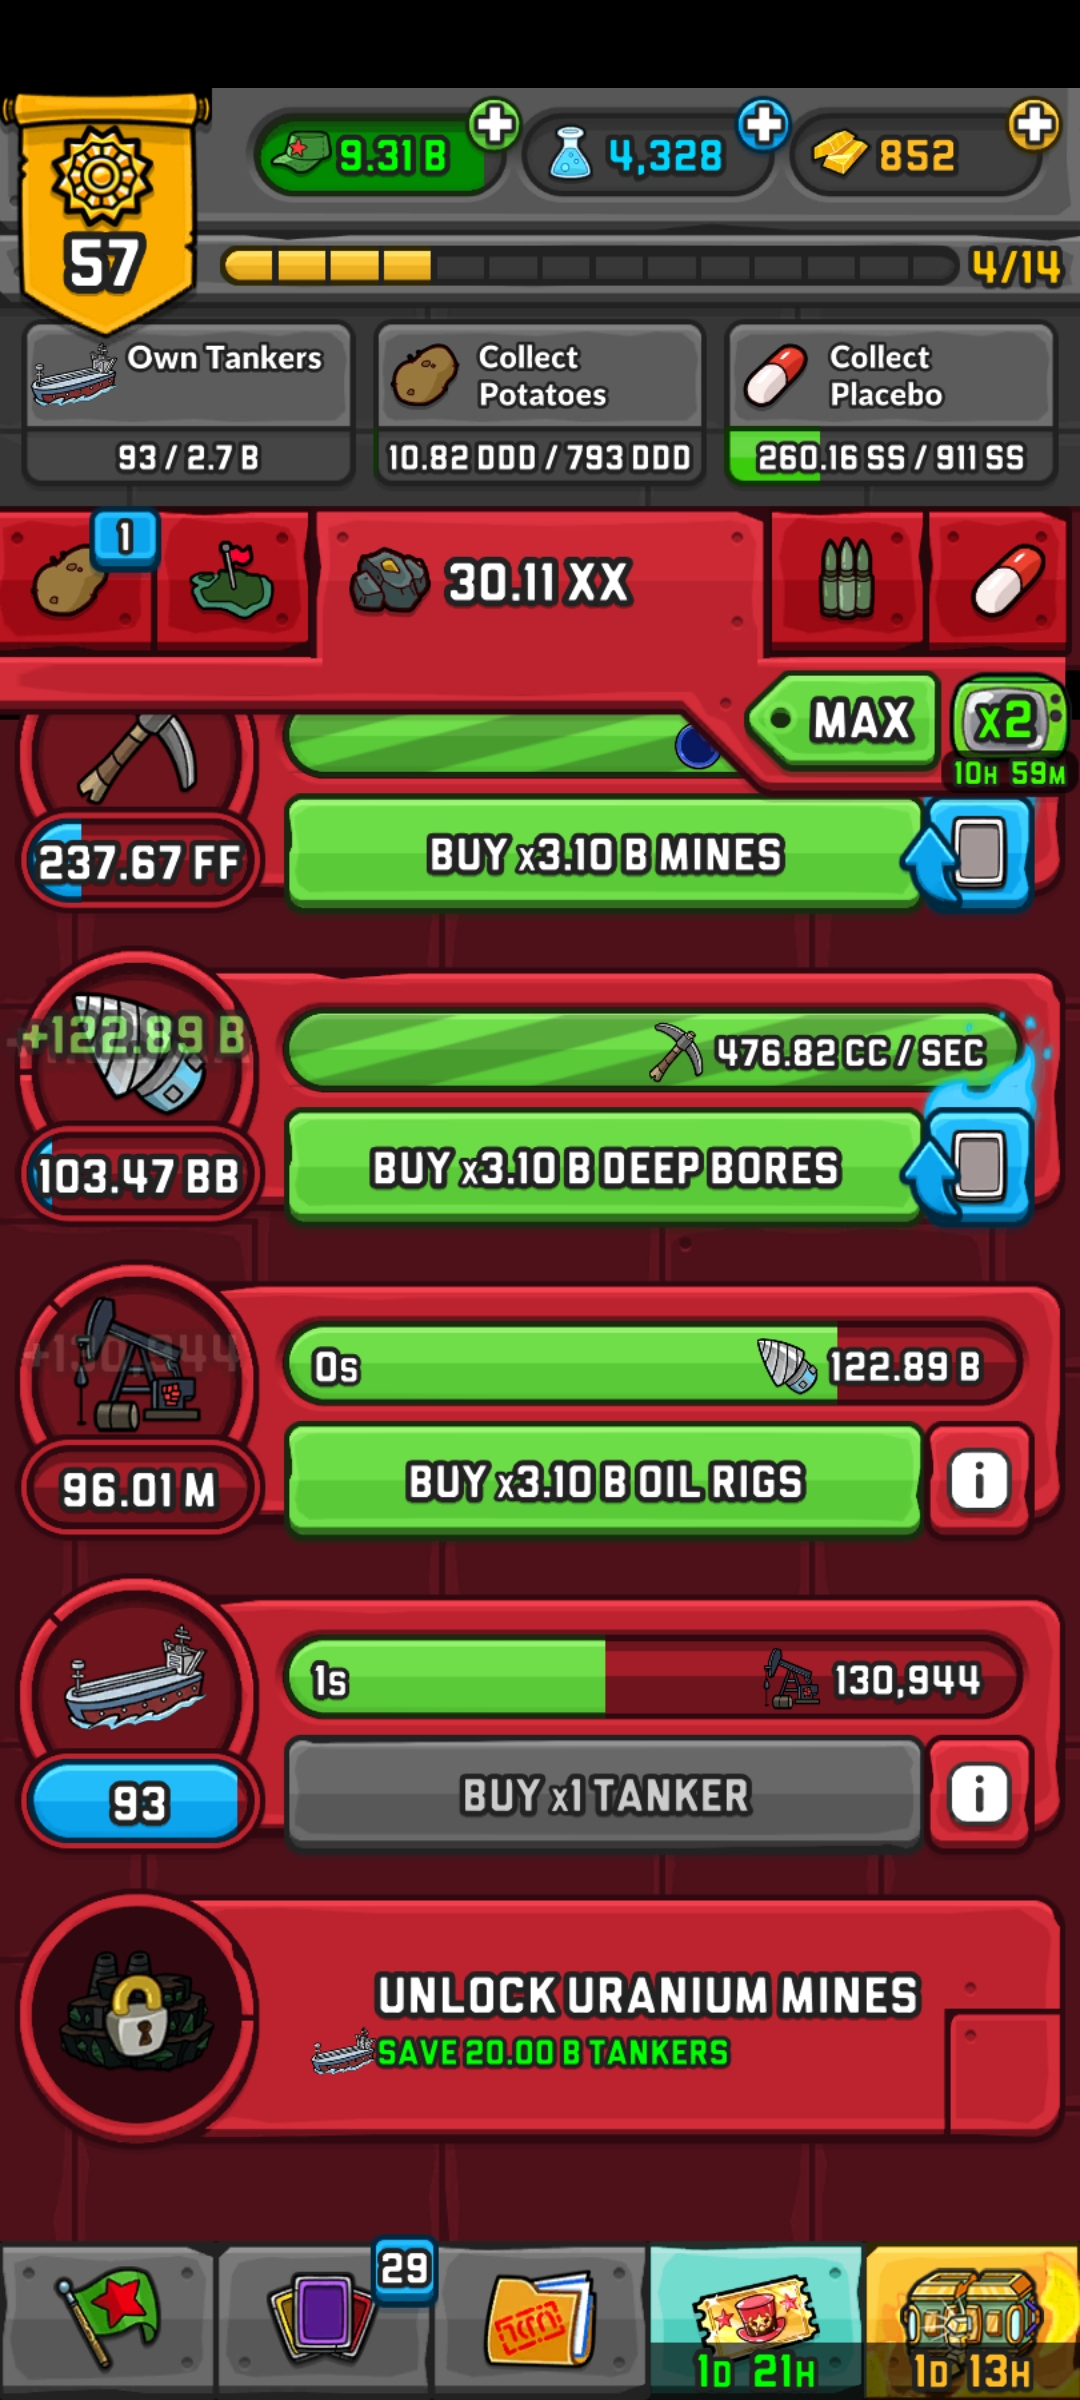 57
9.31 B
4,328
852
4/14
Own Tankers
93 / 2.7 B
Collect
Potatoes
10.82 DDD / 793 DDD
Collect
Placebo
260.16 SS / 911 SS
1
30.11 XX
MAX
x2
10H 59M
237.67 FF
BUY x3.10 B MINES
+122.89 B
476.82 CC / SEC
103.47 BB
BUY x3.10 B DEEP BORES
+130,944
0s
122.89 B
96.01 M
BUY x3.10 B OIL RIGS
i
1s
130,944
93
BUY x1 TANKER
i
UNLOCK URANIUM MINES
SAVE 20.00 B TANKERS
29
1D 21H
1D 13H